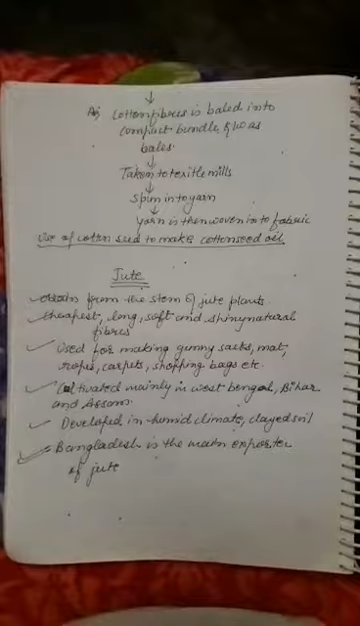 Cotton fibres is baled into
compact bundle, as
bales.
Taken to textile mills
Spun into yarn
yarn is then woven in to fabric
Use of cotton seed to make cottonseed oil.
Jute
obtain from the stem of jute plants
cheapest, long, soft and shiny natural
fibres
Used for making gunny sacks, mat,
rope, carpets, shopping bags etc.
Cultivated mainly in west bengal, Bihar
and Assam
Developed in humid climate, clayed soil
Bangladesh is the main exporter
of jute